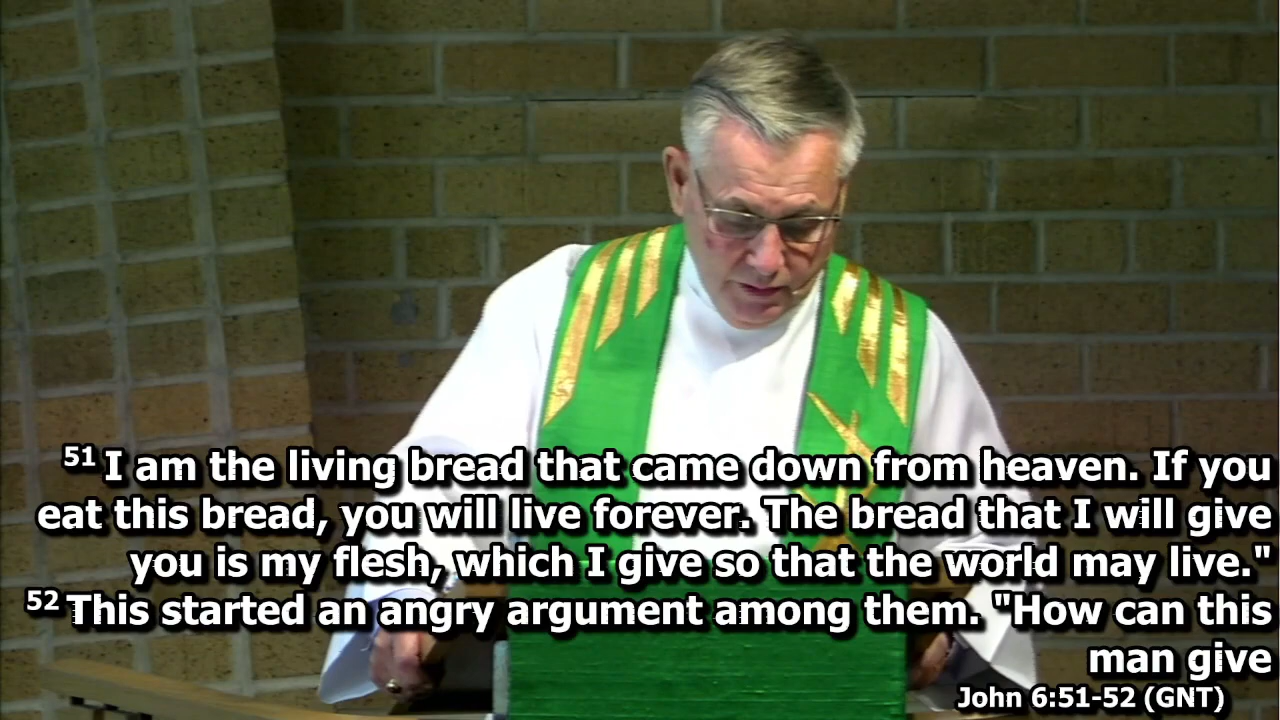 51 I am the living bread that came down from heaven. If you
eat this bread, you will live forever. The bread that I will give
you is my flesh, which I give so that the world may live."
52 This started an angry argument among them. "How can this
man give
John 6:51-52 (GNT)